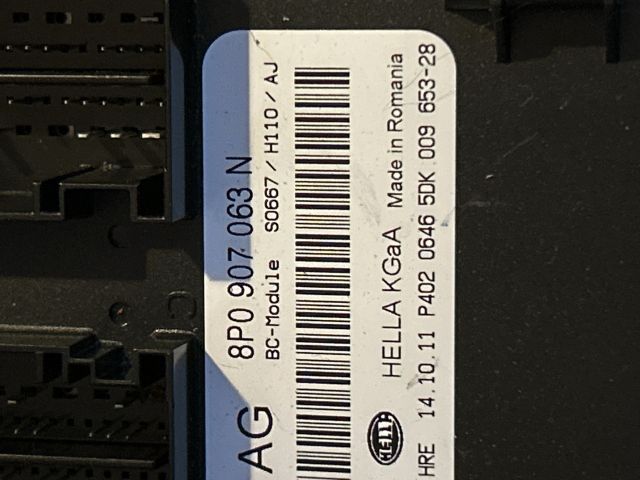 AG
8P0 907 063 N
BC-Module S0667 / H110 / AJ
HELLA
HELLA KGaA Made in Romania
HRE 14.10.11 P402 0646 5DK 009 653-28